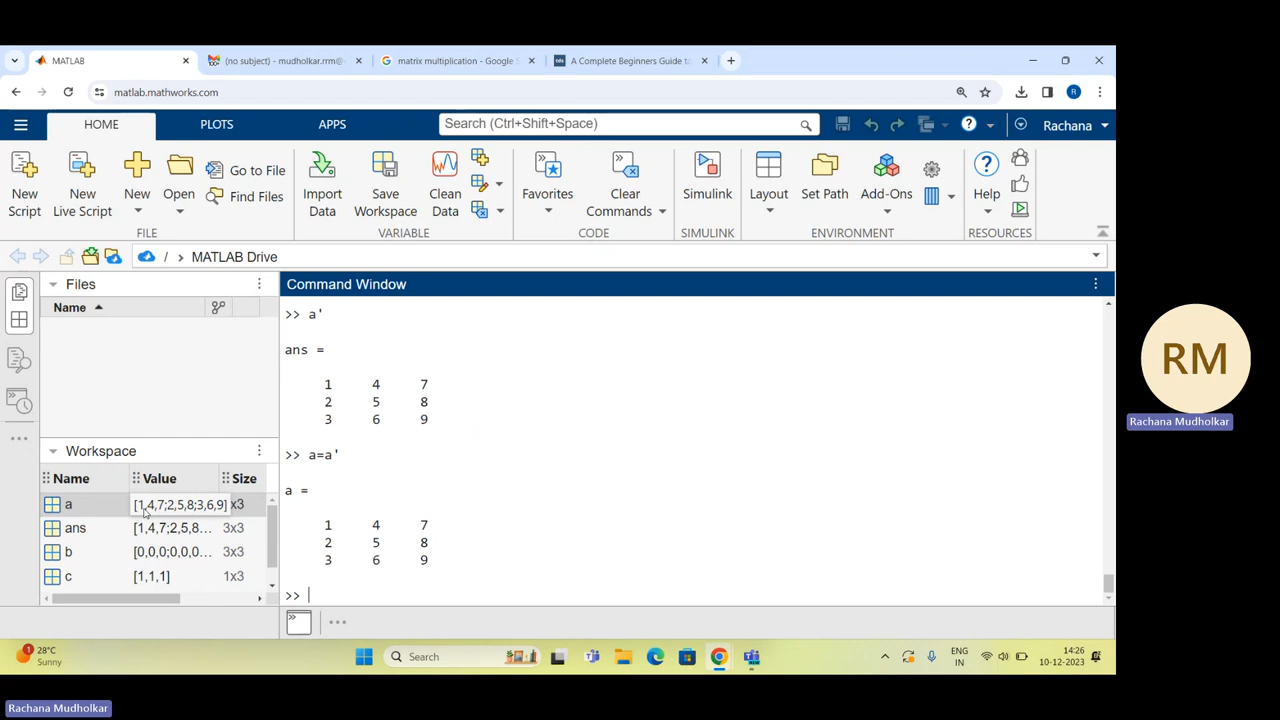 MATLAB
(no subject) - mudholkar.rrm@
matrix multiplication - Google S
A Complete Beginners Guide to
matlab.mathworks.com
HOME
PLOTS
APPS
Search (Ctrl+Shift+Space)
Rachana
New Script
New Live Script
New
Open
Go to File
Find Files
Import Data
Save Workspace
Clean Data
Favorites
Clear Commands
Simulink
Layout
Set Path
Add-Ons
Help
FILE
VARIABLE
CODE
SIMULINK
ENVIRONMENT
RESOURCES
/ MATLAB Drive
Files
Name
Workspace
Name Value Size
a [1,4,7;2,5,8;3,6,9] x3
ans [1,4,7;2,5,8... 3x3
b [0,0,0;0,0,0... 3x3
c [1,1,1] 1x3
Command Window
>> a'
ans =
1 4 7
2 5 8
3 6 9
>> a=a'
a =
1 4 7
2 5 8
3 6 9
>>
RM
Rachana Mudholkar
1
28°C
Sunny
Search
ENG
IN
14:26
10-12-2023
Rachana Mudholkar